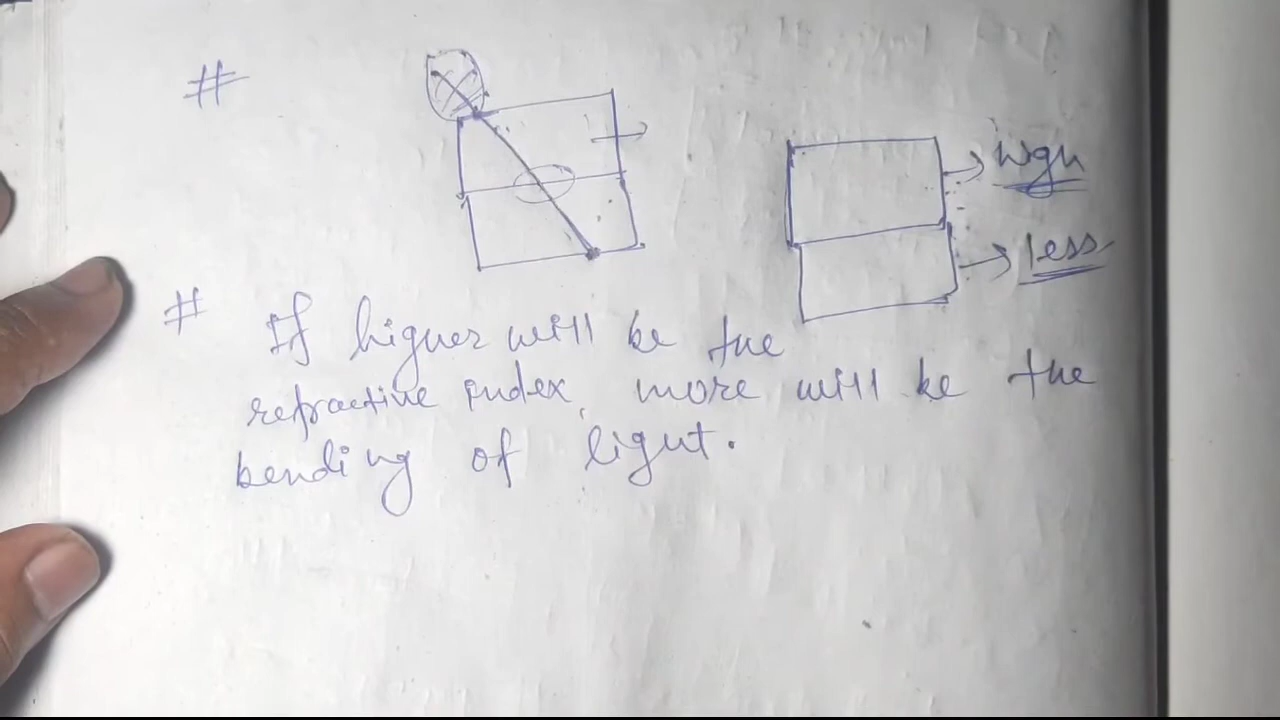 #
high
less
# If higher will be the
refractive index, more will be the
bending of light.